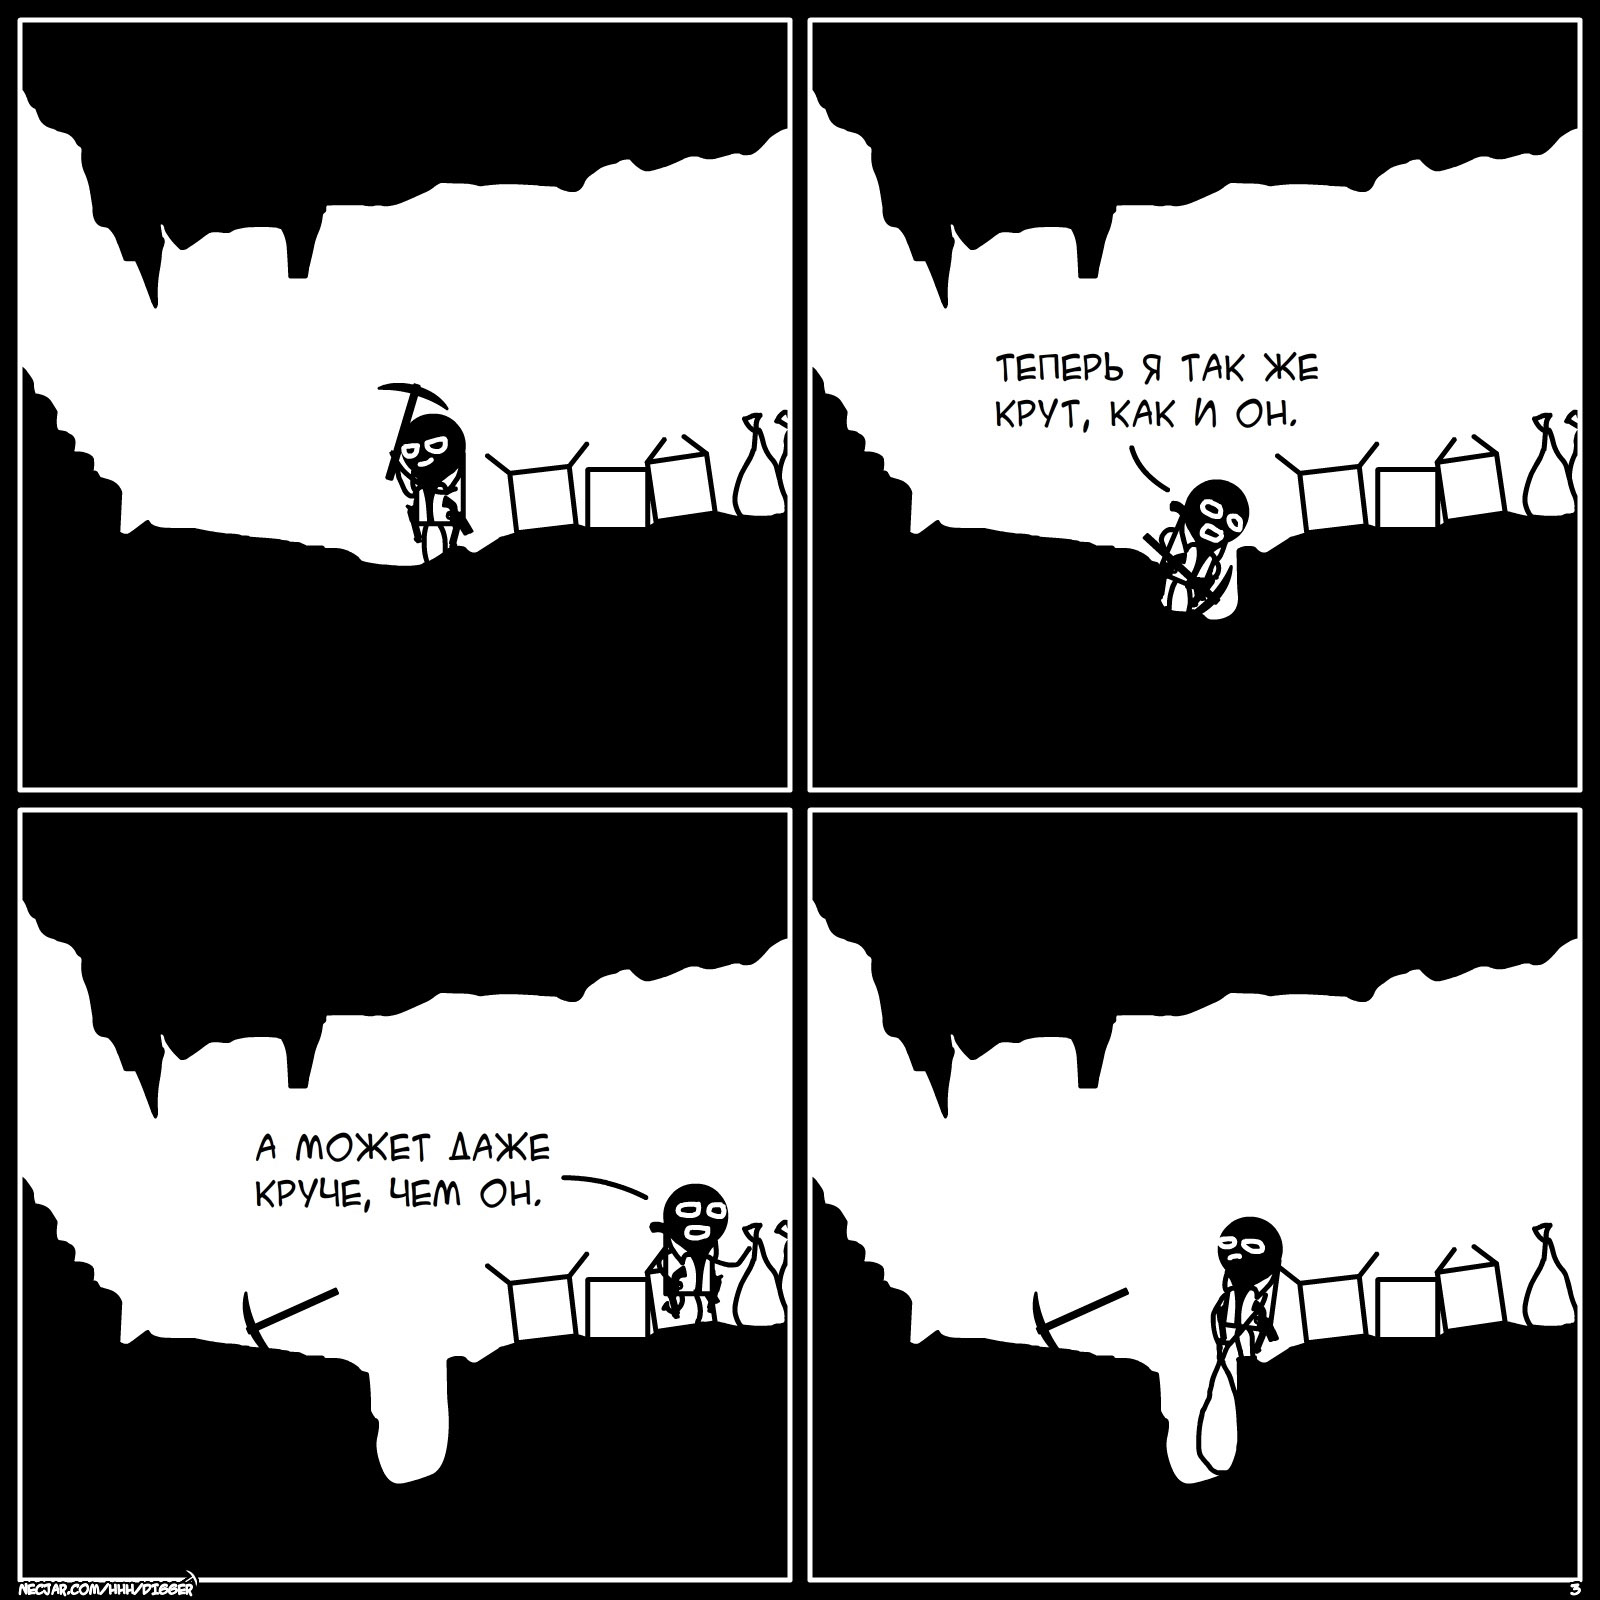 ТЕПЕРЬ Я ТАК ЖЕ
КРУТ, КАК И ОН.
А МОЖЕТ ДАЖЕ
КРУЧЕ, ЧЕМ ОН.
NECJAR.COM/HHH/DIGGER
3